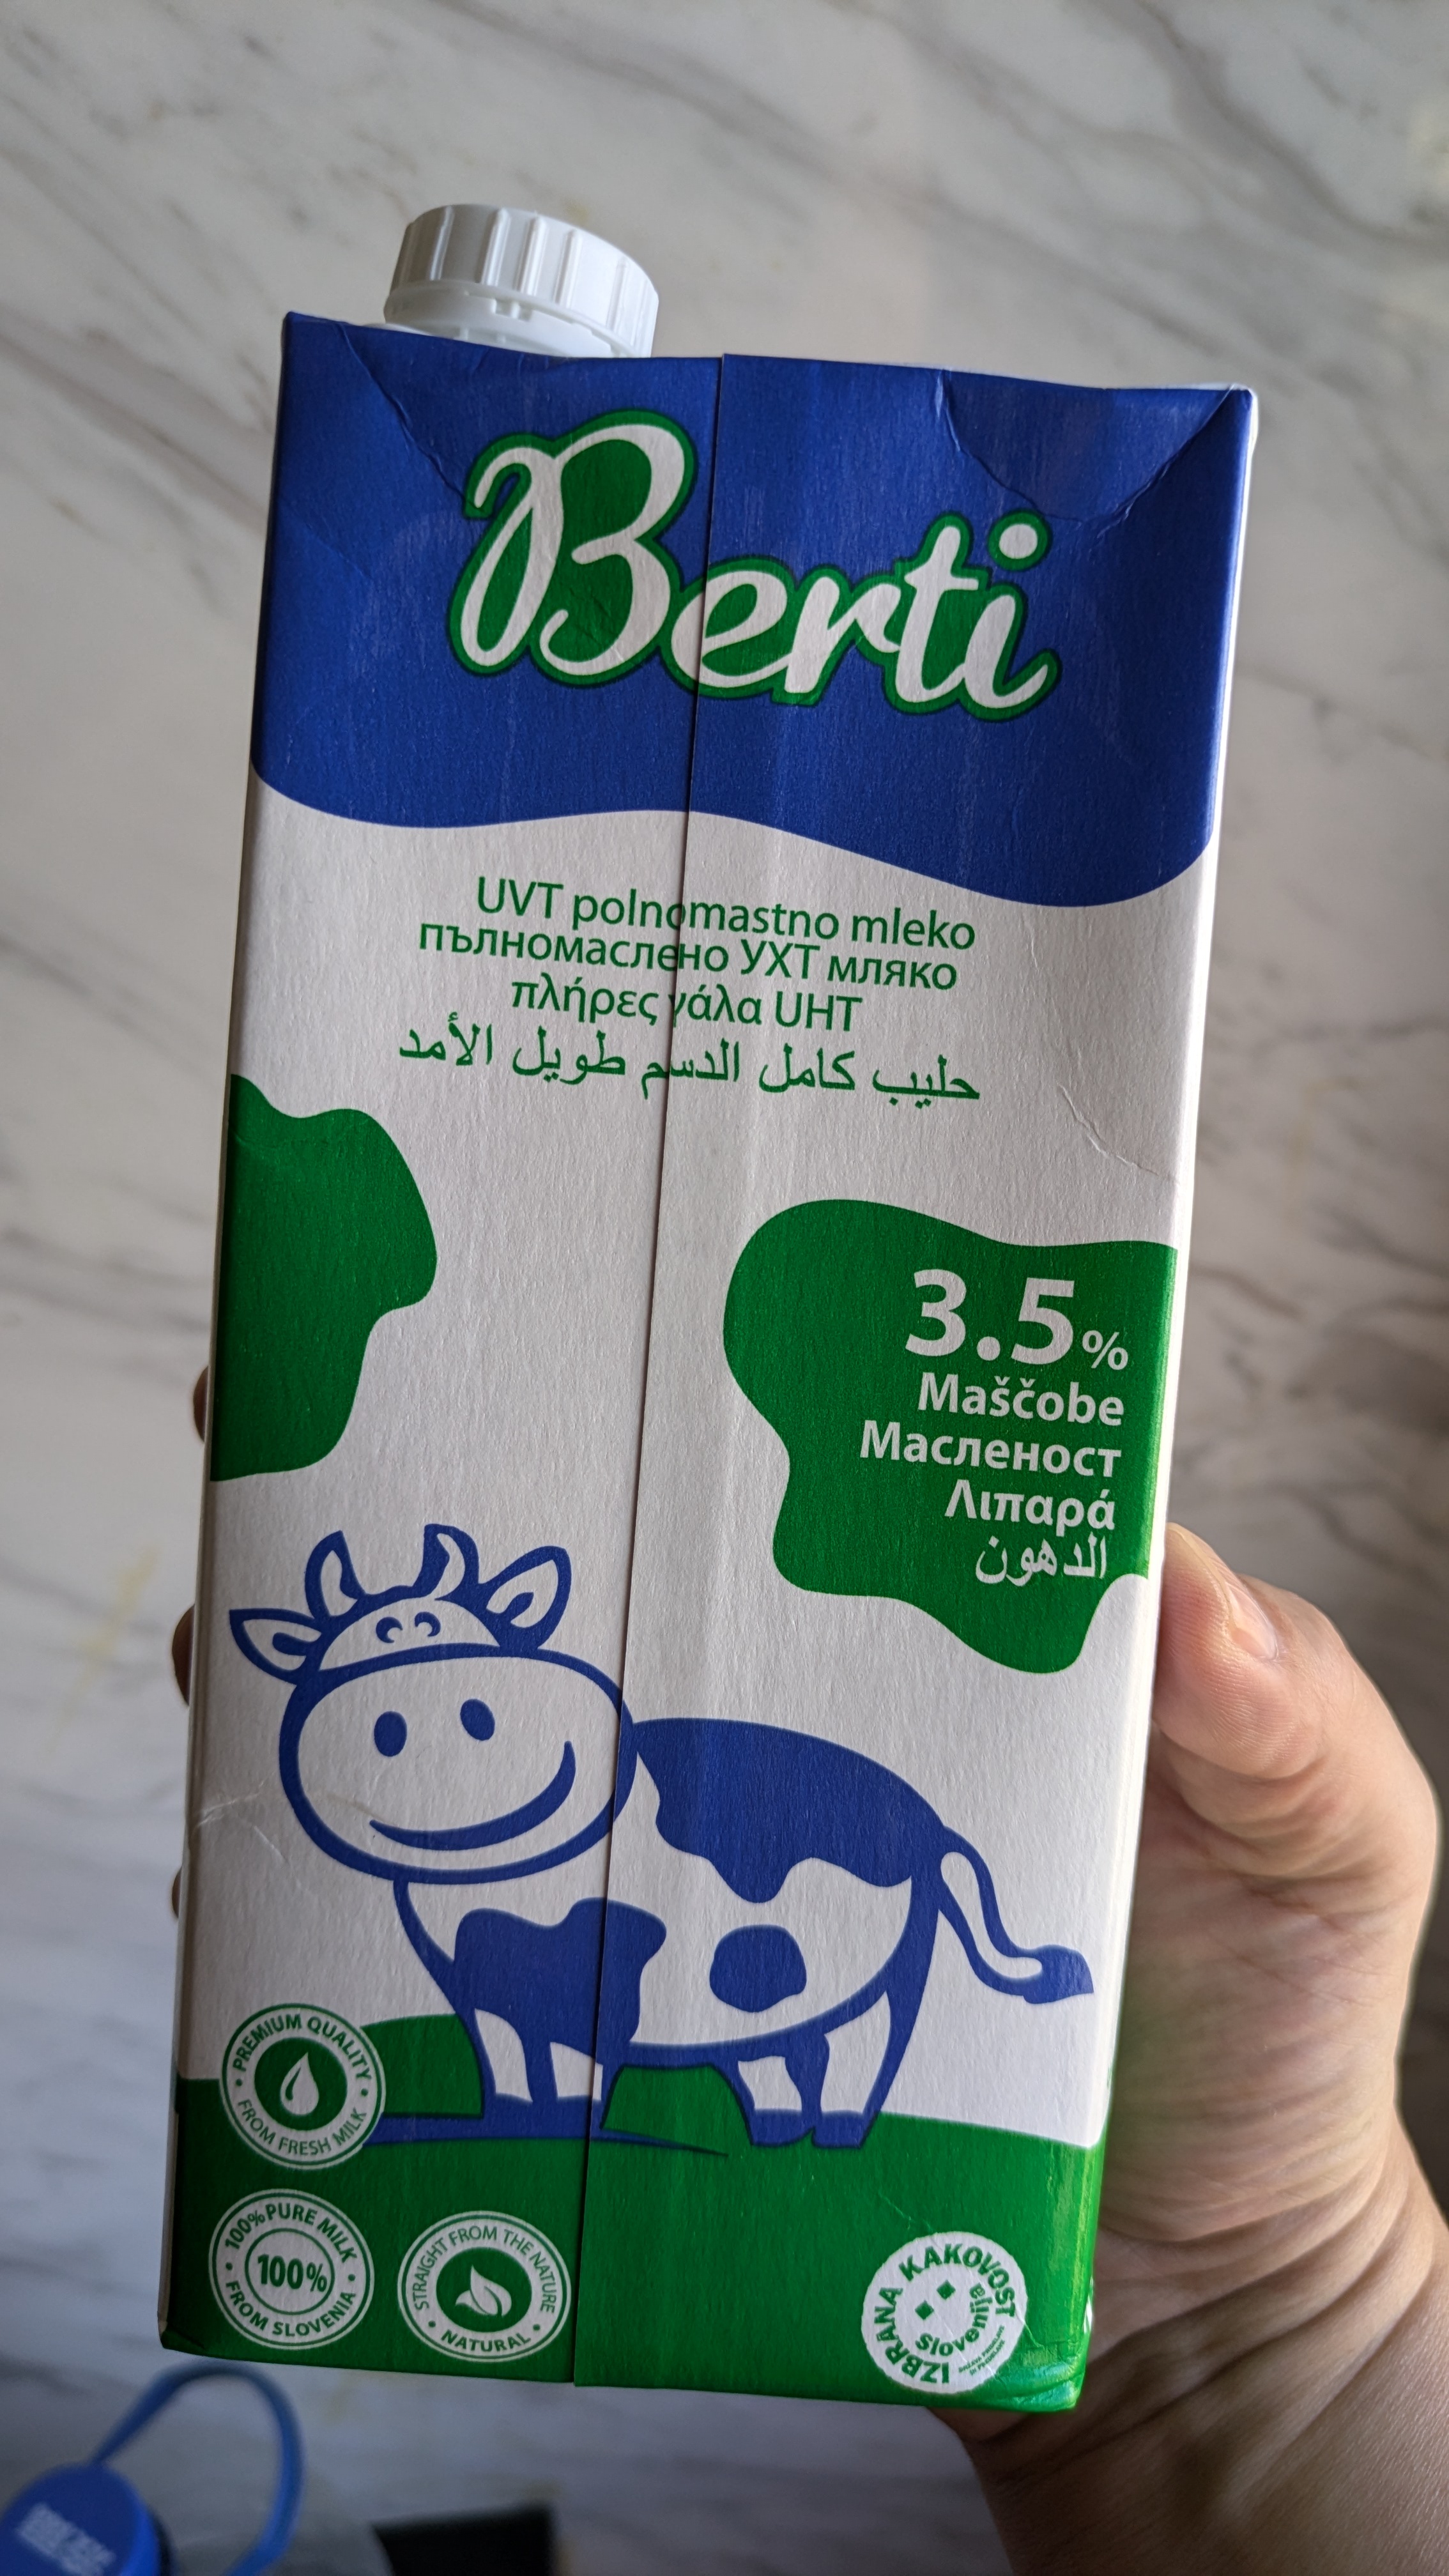 Berti
UVT polnomastno mleko
пълномаслено УХТ мляко
πλήρες γάλα UHT
حليب كامل الدسم طويل الأمد
3.5%
Maščobe
Масленост
Λιπαρά
الدهون
PREMIUM QUALITY
FROM FRESH MILK
100% PURE MILK
100%
FROM SLOVENIA
STRAIGHT FROM THE NATURE
NATURAL
IZBRANA KAKOVOST
Slovenija